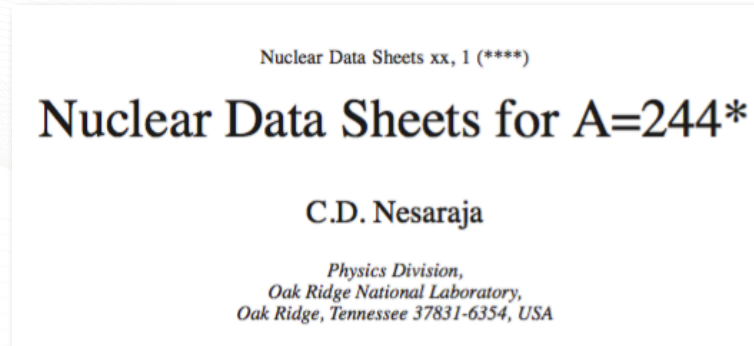 Nuclear Data Sheets xx, 1 (****)
Nuclear Data Sheets for A=244*
C.D. Nesaraja
Physics Division,
Oak Ridge National Laboratory,
Oak Ridge, Tennessee 37831-6354, USA